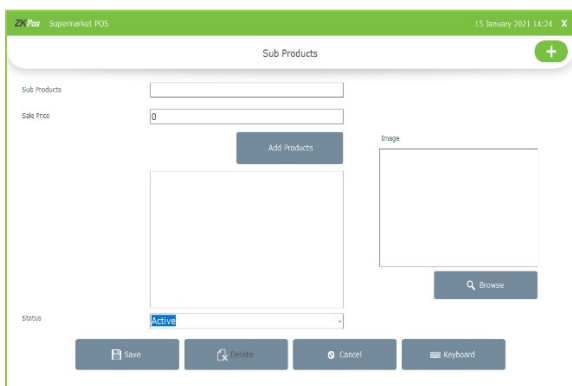 ZKPos Supermarket POS 15 January 2021 14:24 X
Sub Products
+
Sub Products
Sale Price 0
Add Products Image
Browse
Status Active
Save Delete Cancel Keyboard